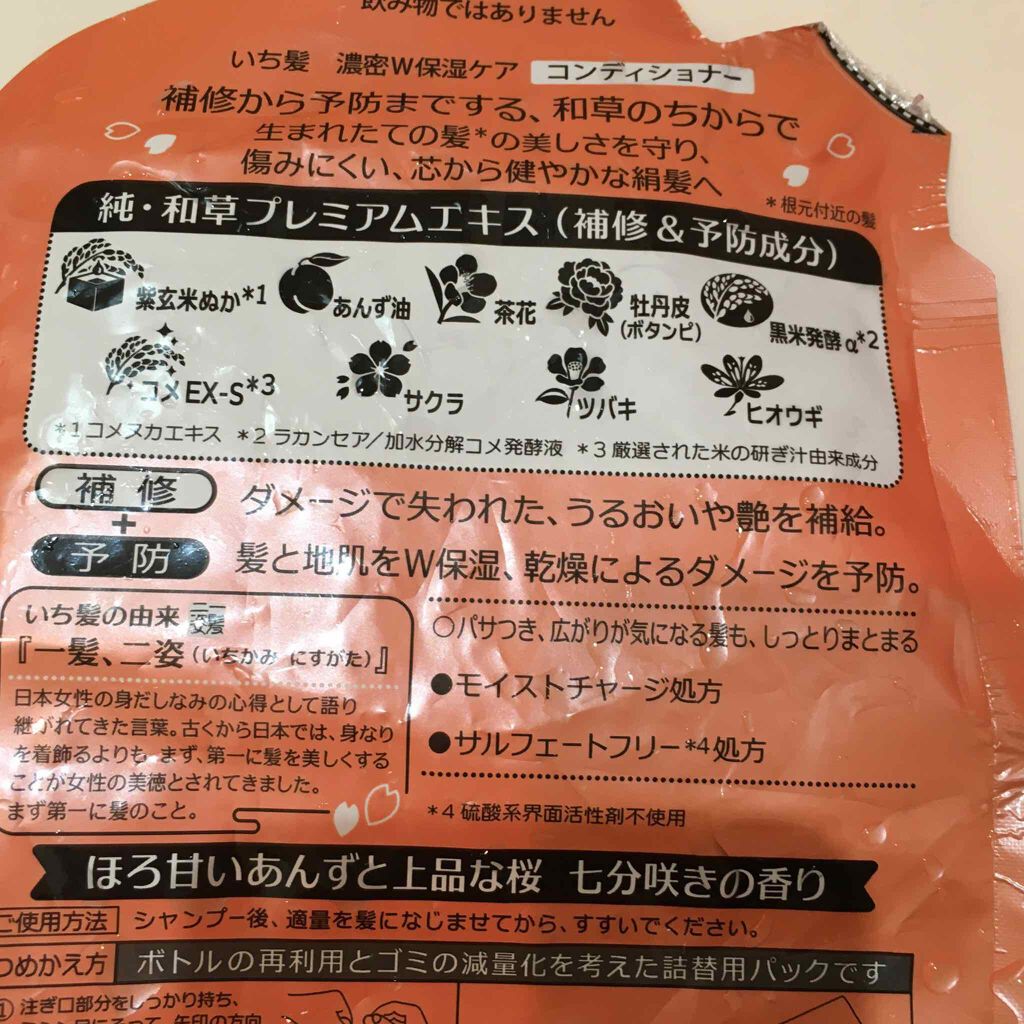 飲み物ではありません
いち髪 濃密W保湿ケア コンディショナー
補修から予防までする、和草のちからで
生まれたての髪*の美しさを守り、
傷みにくい、芯から健やかな絹髪へ
*根元付近の髪
純・和草プレミアムエキス(補修&予防成分)
紫玄米ぬか*1 あんず油 茶花 牡丹皮(ボタンピ) 黒米発酵α*2
コメEX-S*3 サクラ ツバキ ヒオウギ
*1コメヌカエキス *2ラカンセア/加水分解コメ発酵液 *3厳選された米の研ぎ汁由来成分
補修 ダメージで失われた、うるおいや艶を補給。
+
予防 髪と地肌をW保湿、乾燥によるダメージを予防。
いち髪の由来
『一髪、二姿(いちかみ にすがた)』
日本女性の身だしなみの心得として語り
継がれてきた言葉。古くから日本では、身なり
を着飾るよりも、まず、第一に髪を美しくする
ことが女性の美徳とされてきました。
まず第一に髪のこと。
○パサつき、広がりが気になる髪も、しっとりまとまる
●モイストチャージ処方
●サルフェートフリー*4処方
*4 硫酸系界面活性剤不使用
ほろ甘いあんずと上品な桜 七分咲きの香り
ご使用方法 シャンプー後、適量を髪になじませてから、すすいでください。
つめかえ方 ボトルの再利用とゴミの減量化を考えた詰替用パックです
① 注ぎ口部分をしっかり持ち、